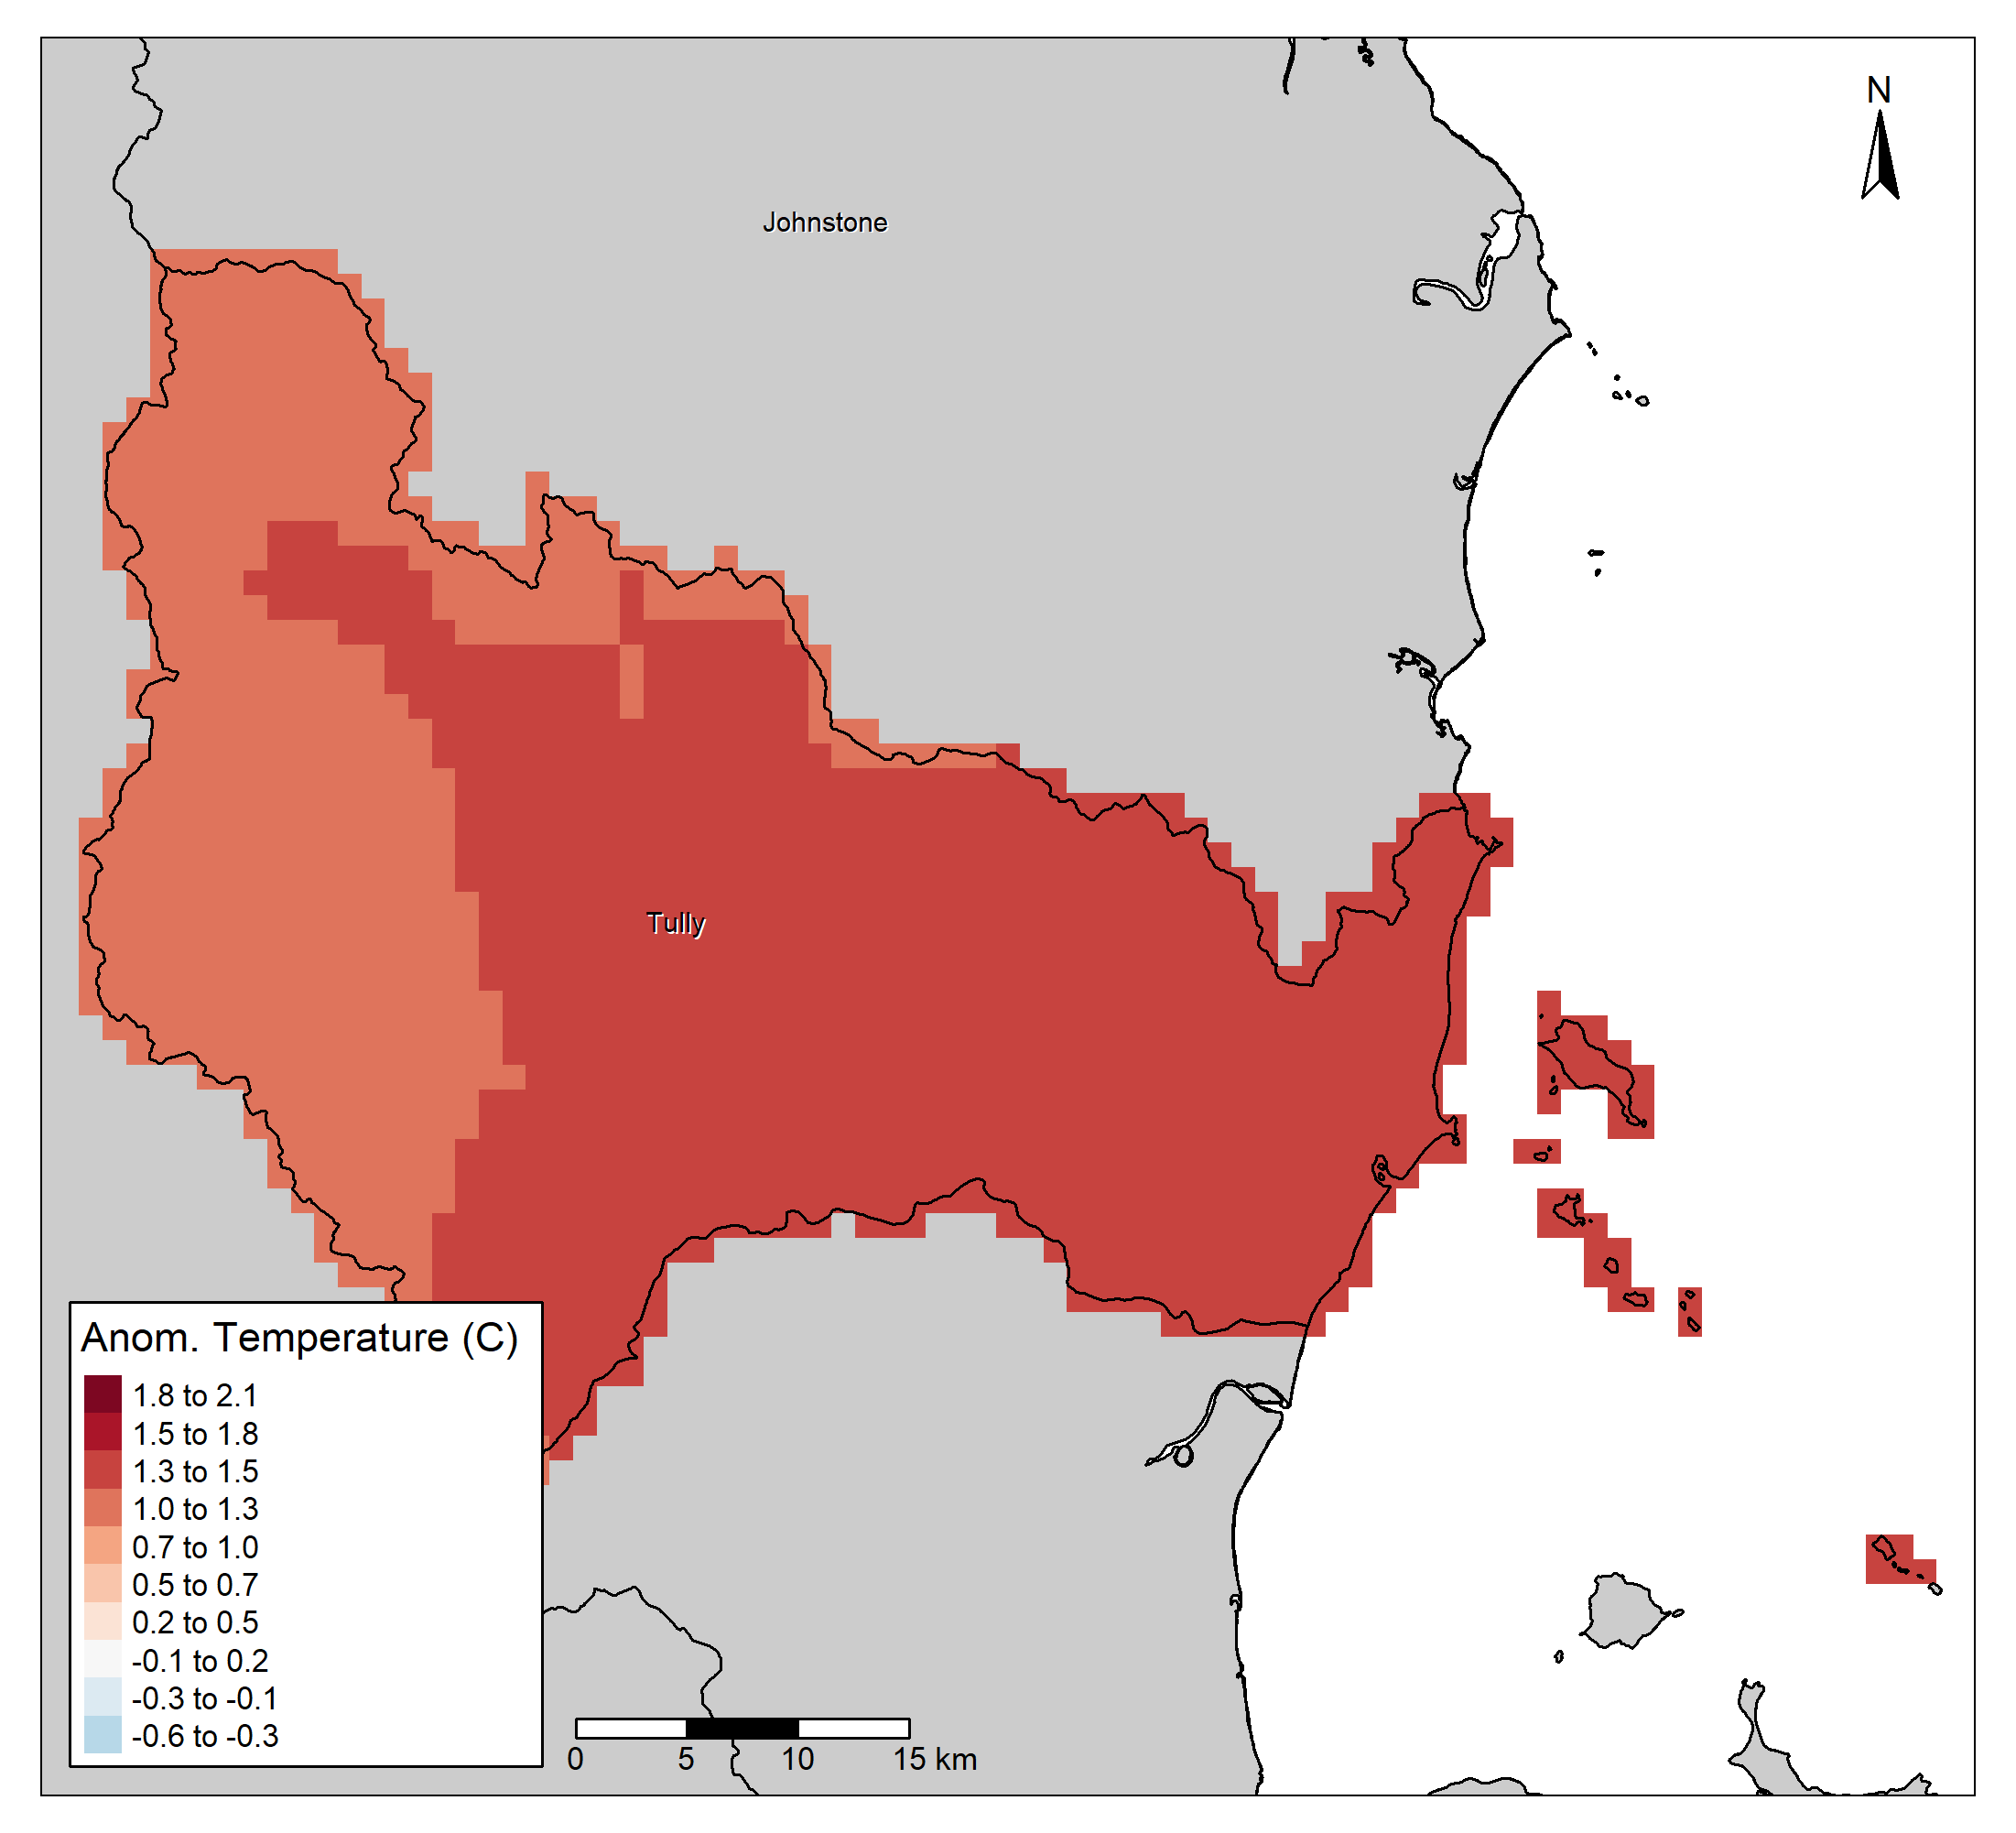 N
Johnstone
Tully
Anom. Temperature (C)
1.8 to 2.1
1.5 to 1.8
1.3 to 1.5
1.0 to 1.3
0.7 to 1.0
0.5 to 0.7
0.2 to 0.5
-0.1 to 0.2
-0.3 to -0.1
-0.6 to -0.3
0 5 10 15 km